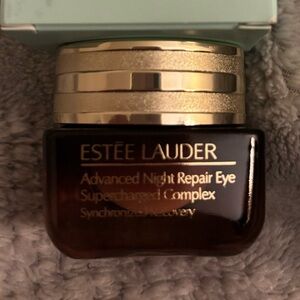 ESTĒE LAUDER
Advanced Night Repair Eye
Supercharged Complex
Synchronized Recovery